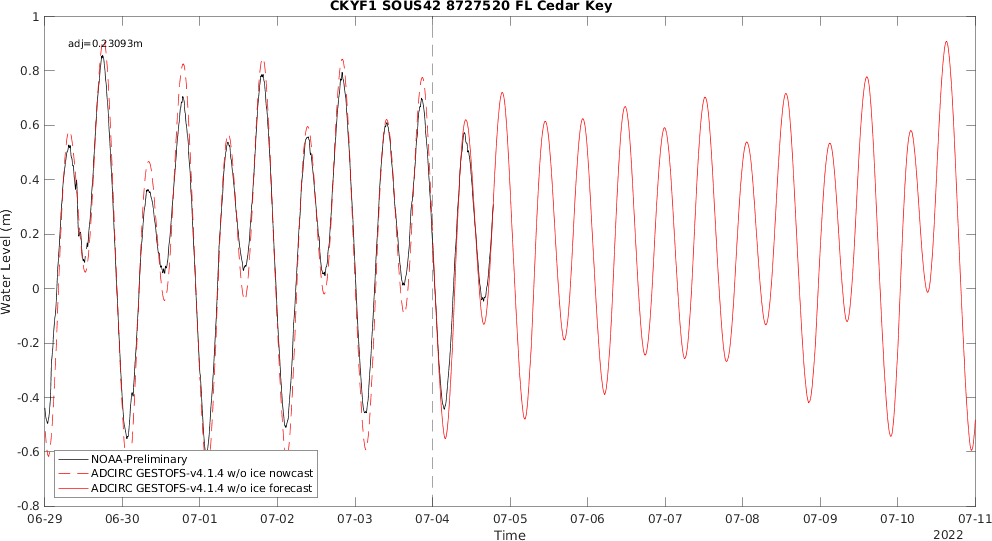 CKYF1 SOUS42 8727520 FL Cedar Key
adj=0.23093m
1
0.8
0.6
0.4
0.2
0
-0.2
-0.4
-0.6
-0.8
Water Level (m)
NOAA-Preliminary
ADCIRC GESTOFS-v4.1.4 w/o ice nowcast
ADCIRC GESTOFS-v4.1.4 w/o ice forecast
06-29 06-30 07-01 07-02 07-03 07-04 07-05 07-06 07-07 07-08 07-09 07-10 07-11
Time
2022